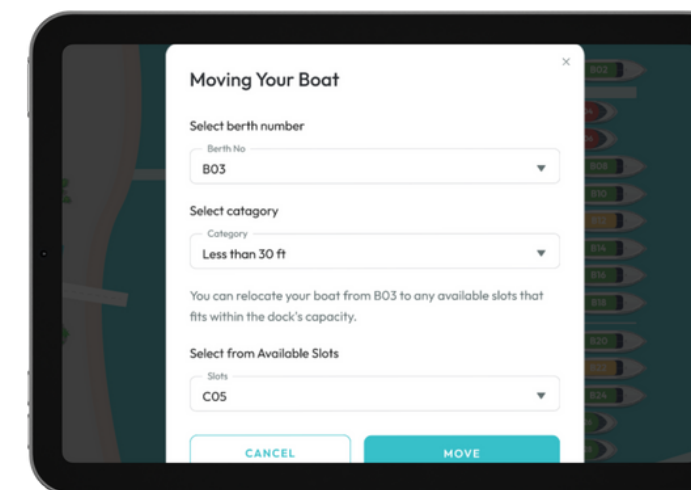 Moving Your Boat
×
Select berth number
Berth No
B03
Select catagory
Category
Less than 30 ft
You can relocate your boat from B03 to any available slots that
fits within the dock's capacity.
Select from Available Slots
Slots
C05
CANCEL
MOVE
B02
B08
B10
B12
B14
B16
B18
B20
B22
B24